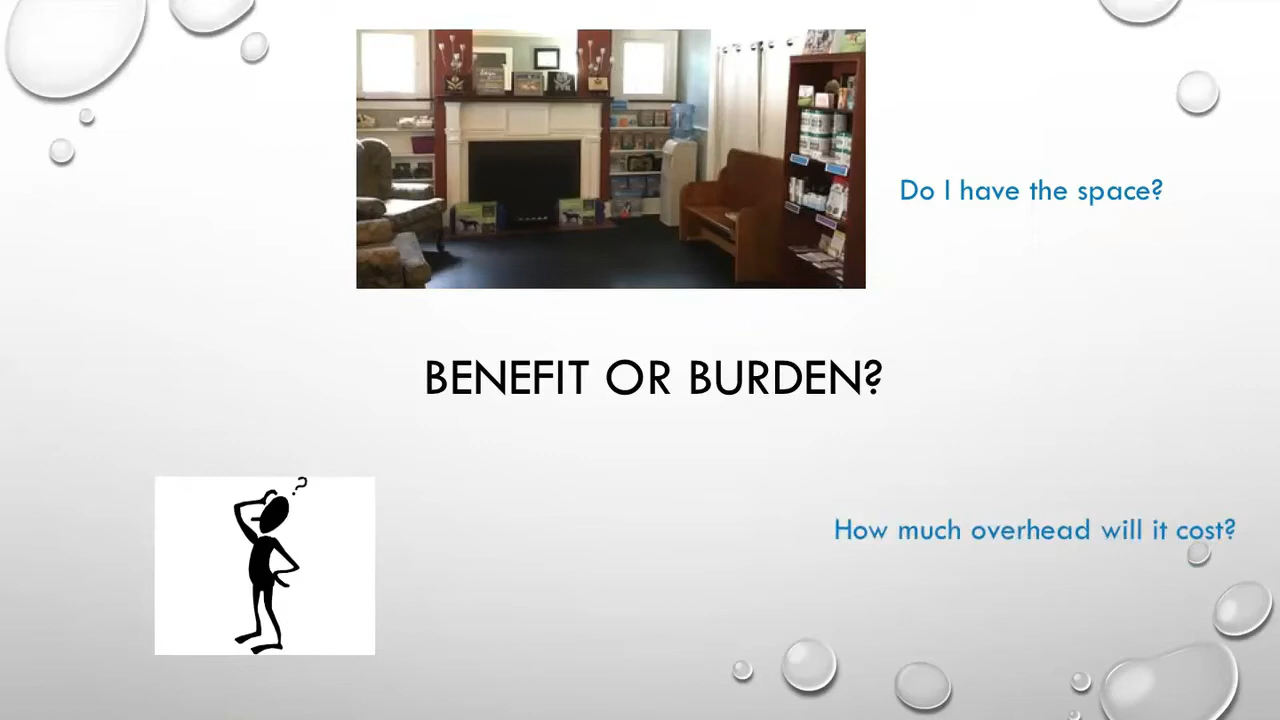 Do I have the space?
BENEFIT OR BURDEN?
?
How much overhead will it cost?